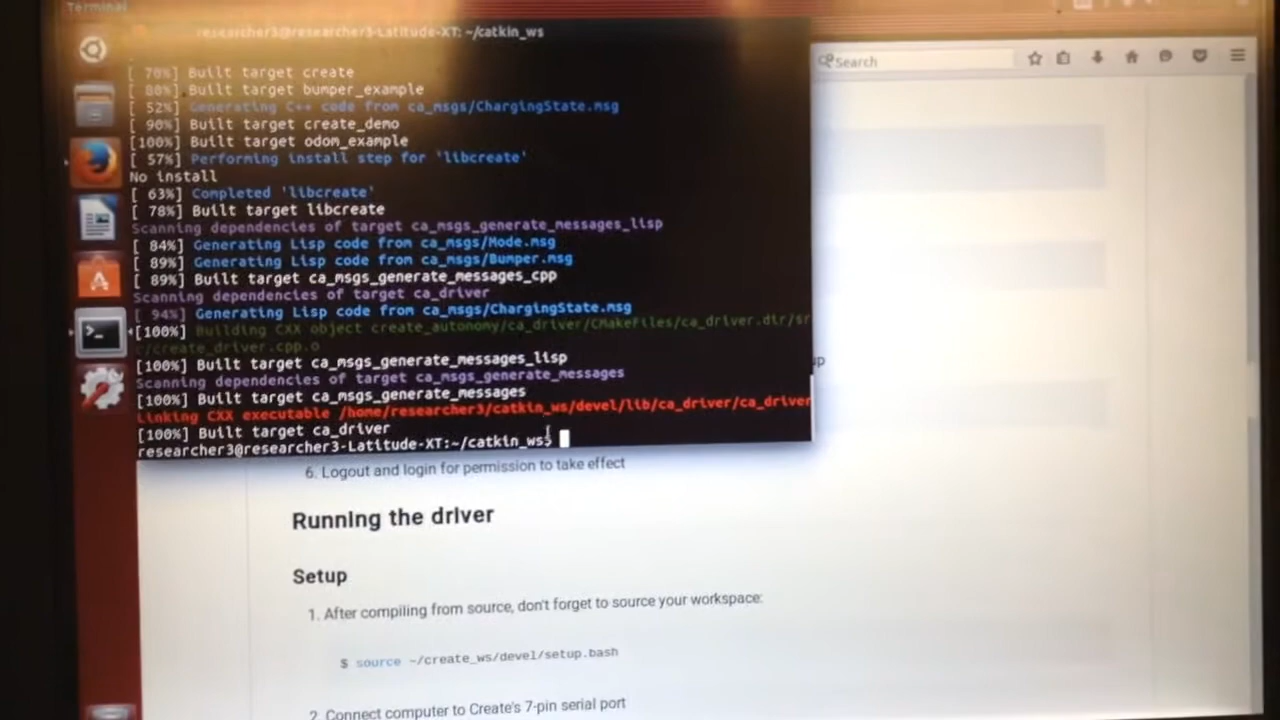 Terminal
researcher3@researcher3-Latitude-XT: ~/catkin_ws
Search
[ 70%] Built target create
[ 80%] Built target bumper_example
[ 52%] Generating C++ code from ca_msgs/ChargingState.msg
[ 90%] Built target create_demo
[100%] Built target odom_example
[ 57%] Performing install step for 'libcreate'
No install
[ 63%] Completed 'libcreate'
[ 78%] Built target libcreate
Scanning dependencies of target ca_msgs_generate_messages_lisp
[ 84%] Generating Lisp code from ca_msgs/Mode.msg
[ 89%] Generating Lisp code from ca_msgs/Bumper.msg
[ 89%] Built target ca_msgs_generate_messages_cpp
Scanning dependencies of target ca_driver
[ 94%] Generating Lisp code from ca_msgs/ChargingState.msg
[100%] Building CXX object create_autonomy/ca_driver/CMakeFiles/ca_driver.dir/sr
c/create_driver.cpp.o
[100%] Built target ca_msgs_generate_messages_lisp
Scanning dependencies of target ca_msgs_generate_messages
[100%] Built target ca_msgs_generate_messages
Linking CXX executable /home/researcher3/catkin_ws/devel/lib/ca_driver/ca_driver
[100%] Built target ca_driver
researcher3@researcher3-Latitude-XT:~/catkin_ws$
up
6. Logout and login for permission to take effect
Running the driver
Setup
1. After compiling from source, don't forget to source your workspace:
$ source ~/create_ws/devel/setup.bash
2. Connect computer to Create's 7-pin serial port